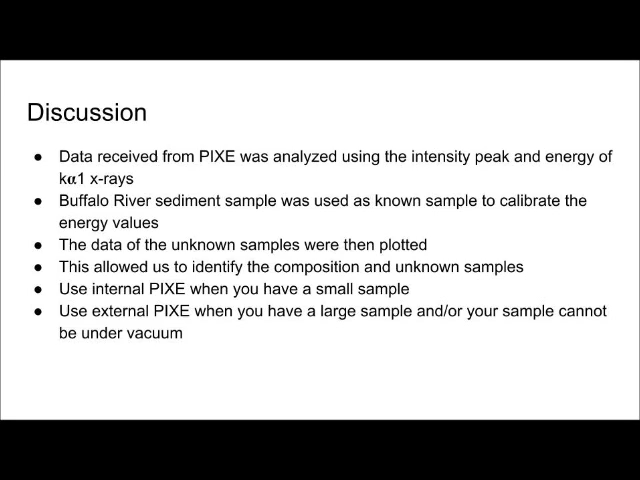 Discussion
● Data received from PIXE was analyzed using the intensity peak and energy of
kα1 x-rays
● Buffalo River sediment sample was used as known sample to calibrate the
energy values
● The data of the unknown samples were then plotted
● This allowed us to identify the composition and unknown samples
● Use internal PIXE when you have a small sample
● Use external PIXE when you have a large sample and/or your sample cannot
be under vacuum